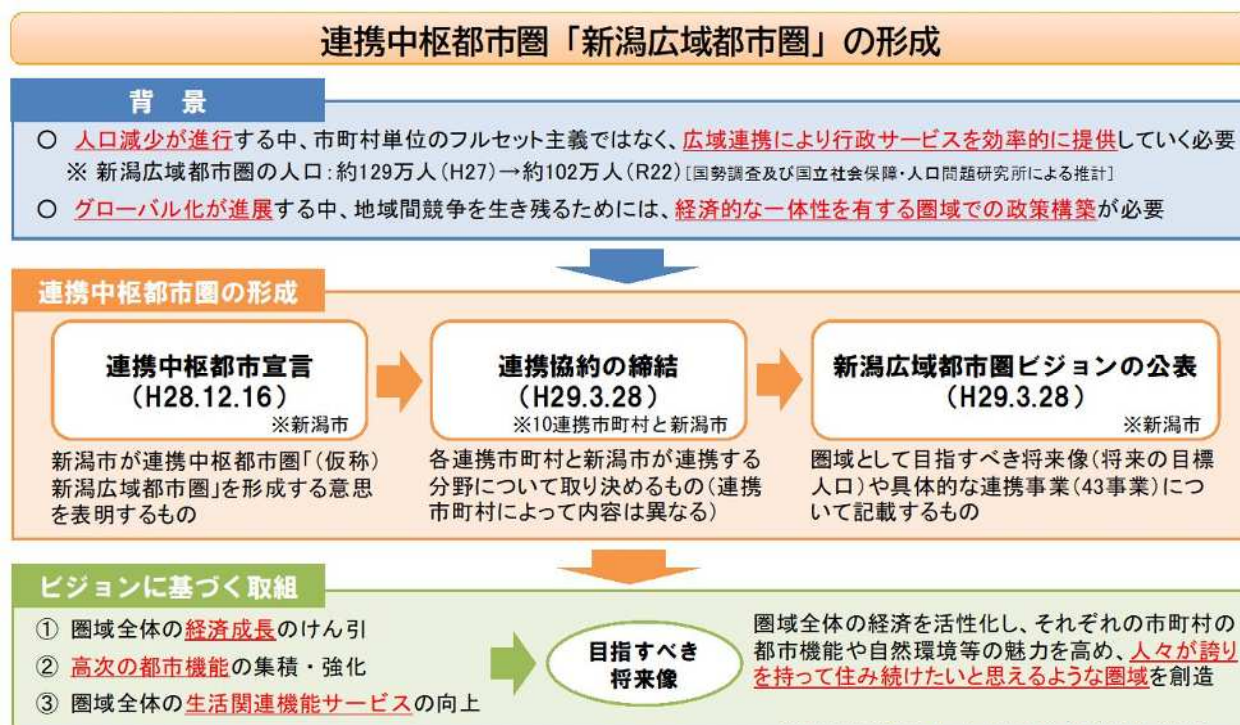 連携中枢都市圏「新潟広域都市圏」の形成
背 景
○ 人口減少が進行する中、市町村単位のフルセット主義ではなく、広域連携により行政サービスを効率的に提供していく必要
※ 新潟広域都市圏の人口:約129万人(H27)→約102万人(R22)[国勢調査及び国立社会保障・人口問題研究所による推計]
○ グローバル化が進展する中、地域間競争を生き残るためには、経済的な一体性を有する圏域での政策構築が必要
連携中枢都市圏の形成
連携中枢都市宣言
(H28.12.16)
※新潟市
新潟市が連携中枢都市圏「(仮称)
新潟広域都市圏」を形成する意思
を表明するもの
連携協約の締結
(H29.3.28)
※10連携市町村と新潟市
各連携市町村と新潟市が連携する
分野について取り決めるもの(連携
市町村によって内容は異なる)
新潟広域都市圏ビジョンの公表
(H29.3.28)
※新潟市
圏域として目指すべき将来像(将来の目標
人口)や具体的な連携事業(43事業)につ
いて記載するもの
ビジョンに基づく取組
① 圏域全体の経済成長のけん引
② 高次の都市機能の集積・強化
③ 圏域全体の生活関連機能サービスの向上
目指すべき
将来像
圏域全体の経済を活性化し、それぞれの市町村の
都市機能や自然環境等の魅力を高め、人々が誇り
を持って住み続けたいと思えるような圏域を創造